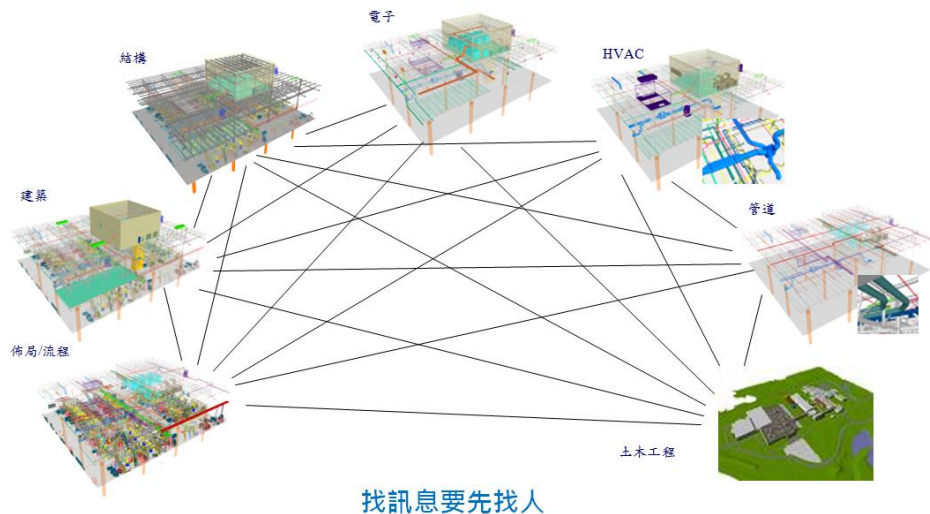 電子
結構
HVAC
建築
管道
佈局/流程
土木工程
找訊息要先找人